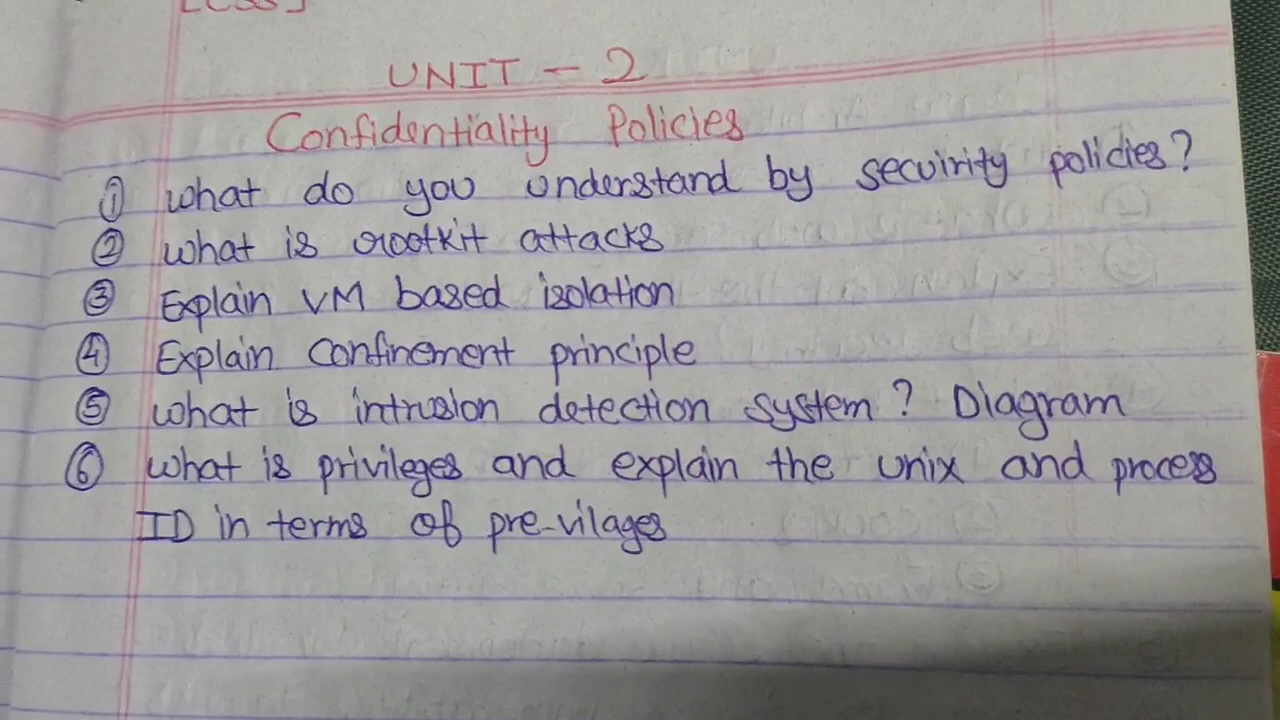 [CSS]
UNIT - 2
Confidentiality Policies
① what do you understand by secuirity policies?
② what is rootkit attacks
③ Explain VM based isolation
④ Explain confinement principle
⑤ what is intrusion detection system? Diagram
⑥ what is privileges and explain the unix and process
ID in terms of pre-vilages